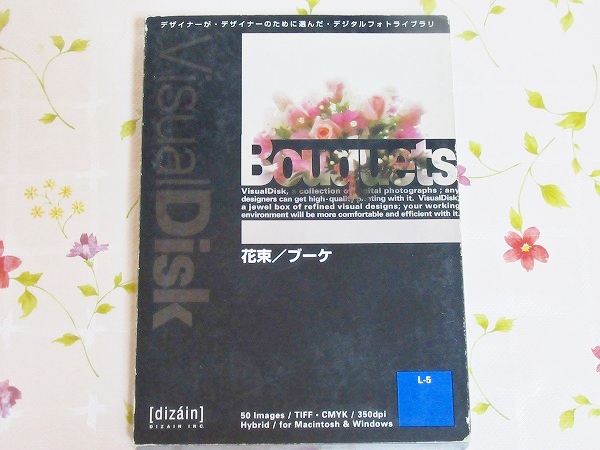 デザイナーが・デザイナーのために選んだ・デジタルフォトライブラリ
VisualDisk
Bouquets
VisualDisk, a collection of digital photographs ; any
designers can get high-quality printing with it. VisualDisk,
a jewel box of refined visual designs; your working
environment will be more comfortable and efficient with it.
花束／ブーケ
L-5
[dizáin]
DIZAIN INC.
50 Images / TIFF・CMYK / 350dpi
Hybrid / for Macintosh & Windows